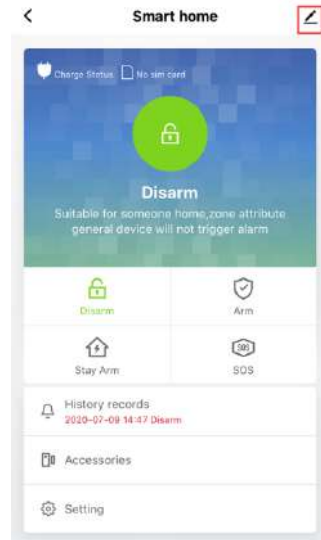 Smart home
Charge Status No sim card
Disarm
Suitable for someone home,zone attribute
general device will not trigger alarm
Disarm
Arm
Stay Arm
SOS
SOS
History records
2020-07-09 14:47 Disarm
Accessories
Setting